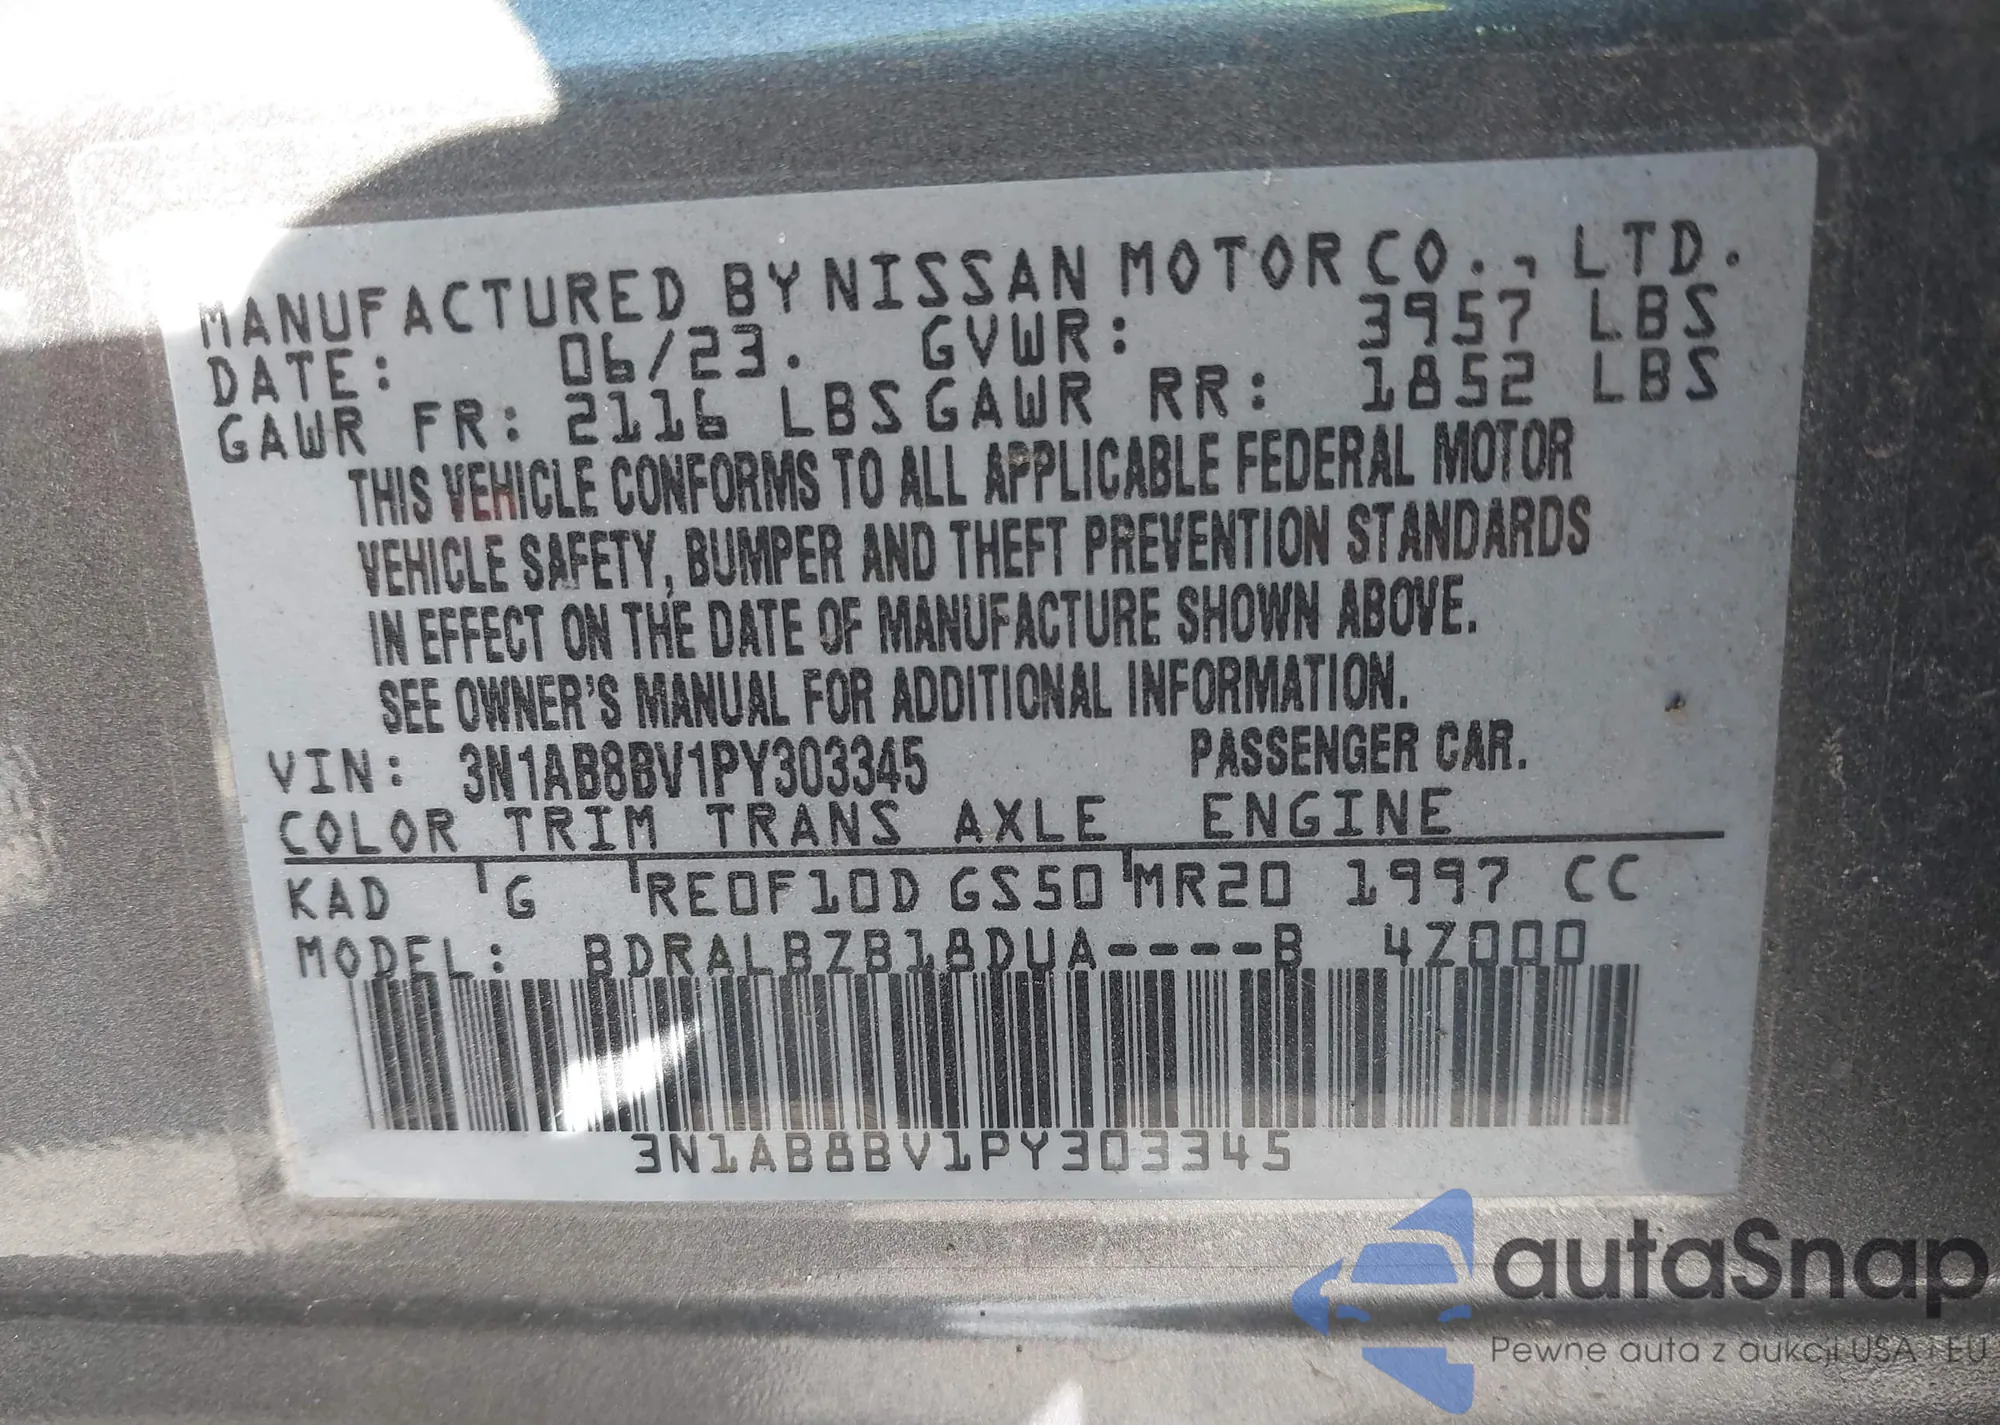 MANUFACTURED BY NISSAN MOTOR CO., LTD.
DATE: 06/23. GVWR: 3957 LBS
GAWR FR: 2116 LBS GAWR RR: 1852 LBS
THIS VEHICLE CONFORMS TO ALL APPLICABLE FEDERAL MOTOR
VEHICLE SAFETY, BUMPER AND THEFT PREVENTION STANDARDS
IN EFFECT ON THE DATE OF MANUFACTURE SHOWN ABOVE.
SEE OWNER'S MANUAL FOR ADDITIONAL INFORMATION.
VIN: 3N1AB8BV1PY303345 PASSENGER CAR.
COLOR TRIM TRANS AXLE ENGINE
KAD G RE0F10D GS50 MR20 1997 CC
MODEL: BDRALBZB18DUA----B 4Z000
3N1AB8BV1PY303345
autaSnap
Pewne auta z aukcji USA i EU